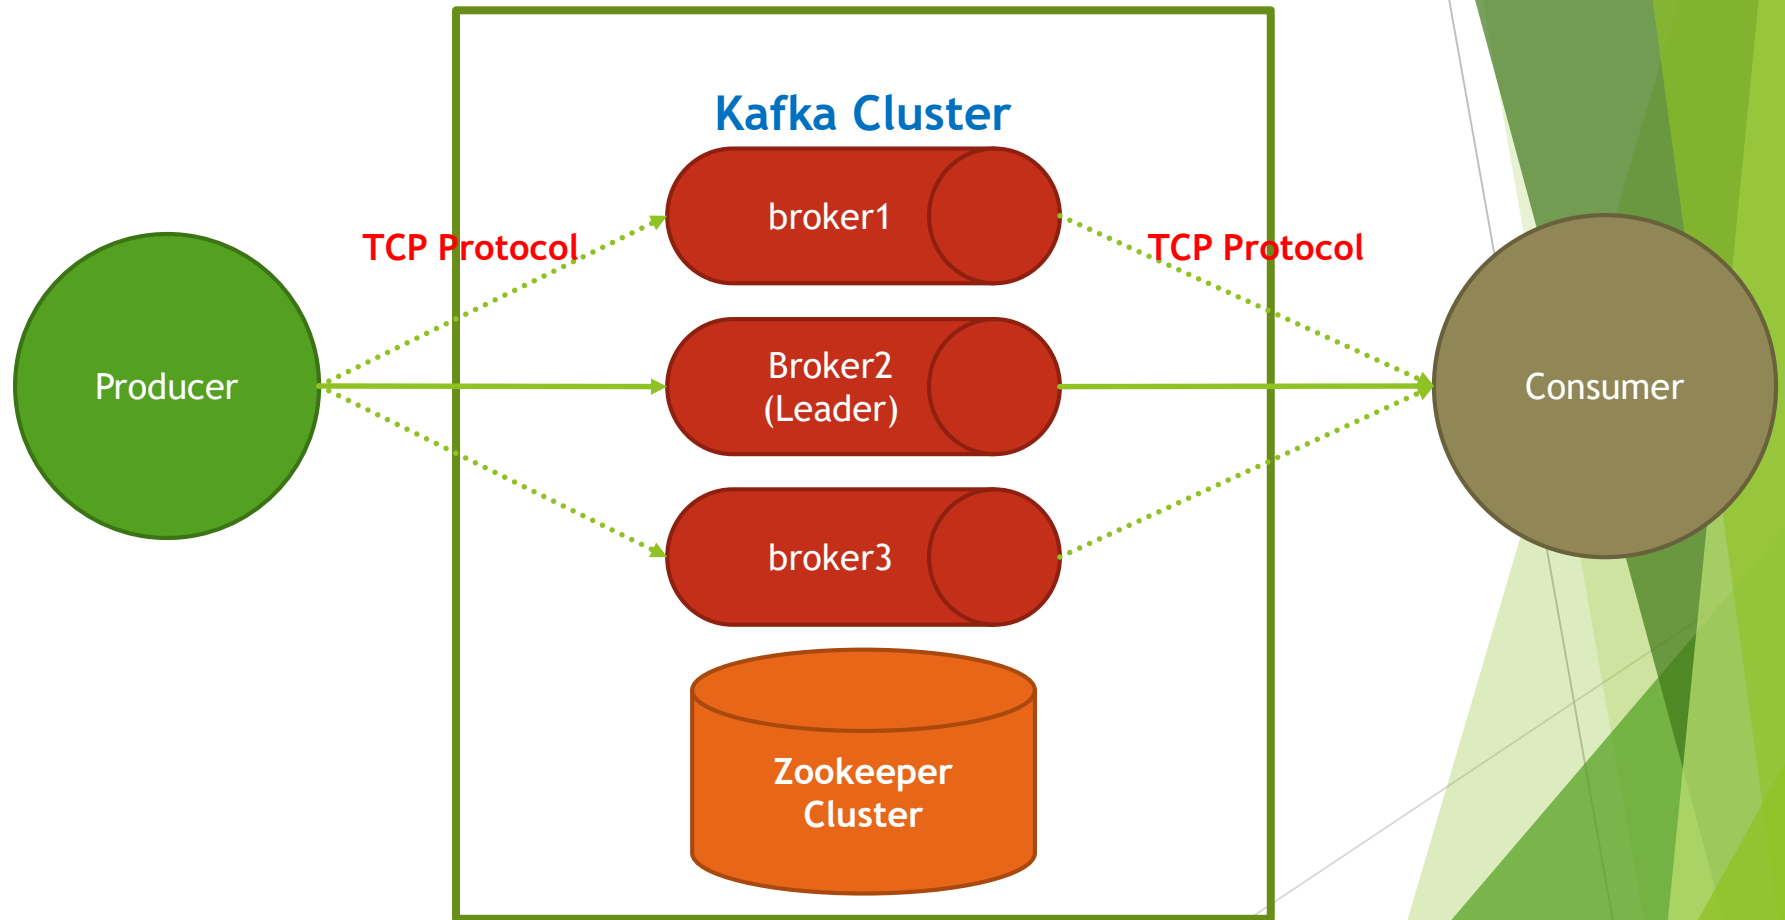 Kafka Cluster
broker1
TCP Protocol
TCP Protocol
Producer
Broker2
(Leader)
Consumer
broker3
Zookeeper
Cluster